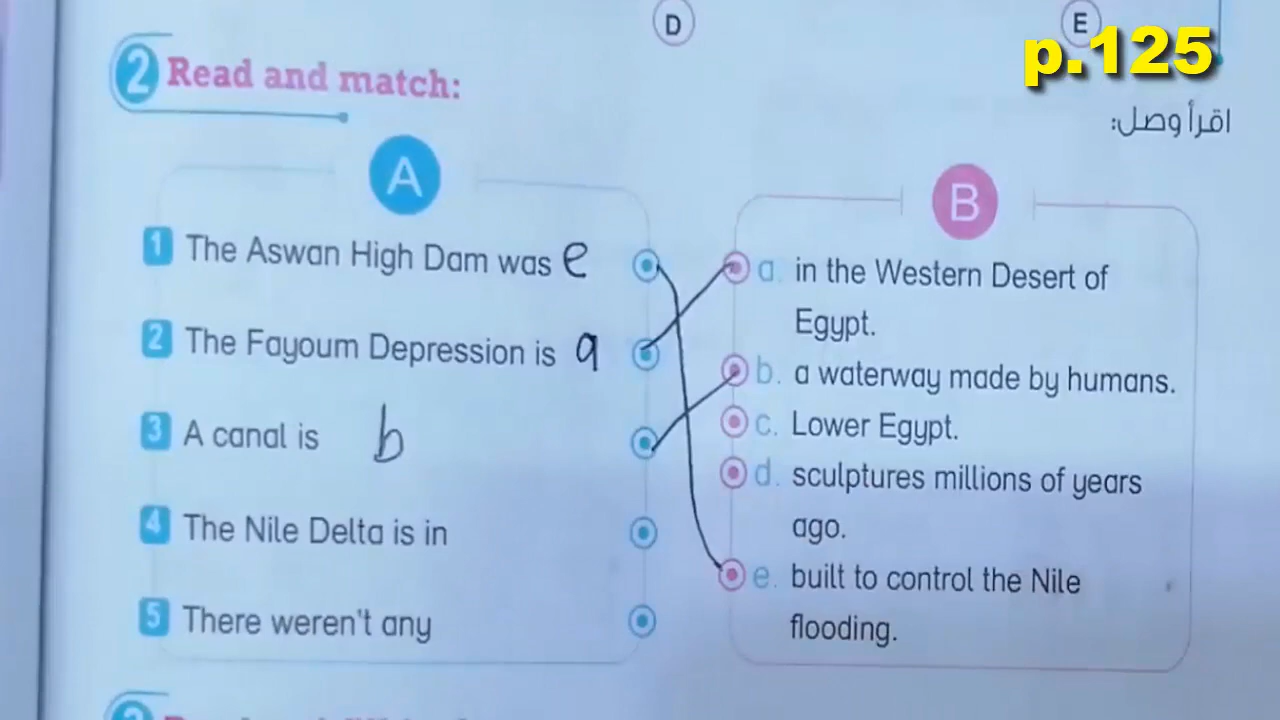 D
E
p.125
2 Read and match:
اقرأ وصل:
A
B
1 The Aswan High Dam was e
2 The Fayoum Depression is a
3 A canal is b
4 The Nile Delta is in
5 There weren't any
a. in the Western Desert of
Egypt.
b. a waterway made by humans.
c. Lower Egypt.
d. sculptures millions of years
ago.
e. built to control the Nile
flooding.